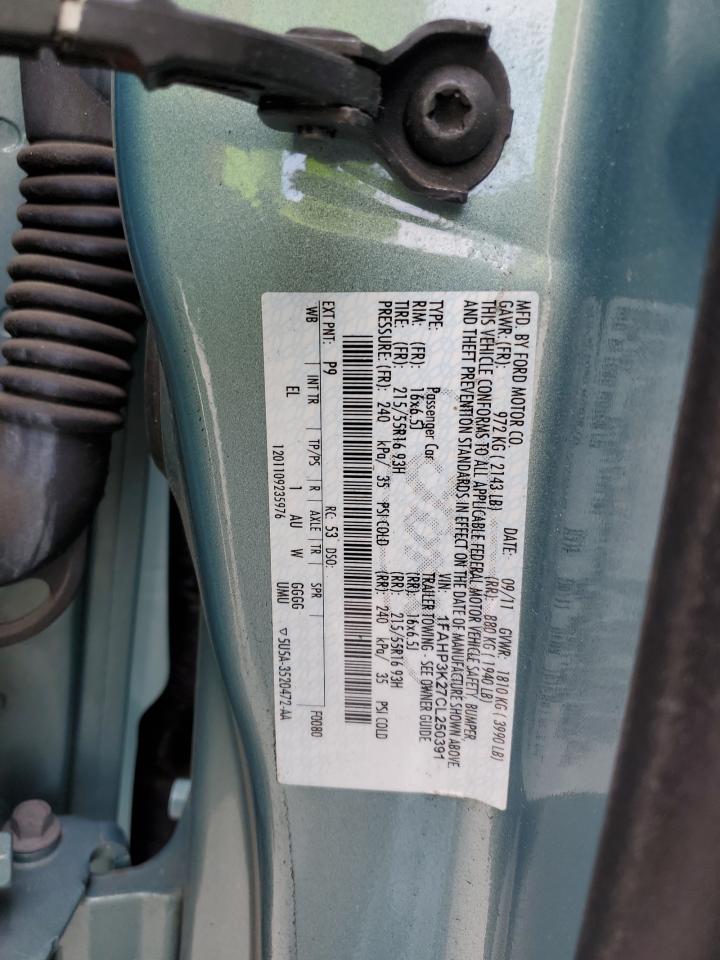 MFD BY FORD MOTOR CO
DATE: 09/11 GVWR: 1810 KG ( 3990 LB)
GAWR: (FR): 972 KG ( 2143 LB) (RR): 880 KG ( 1940 LB)
THIS VEHICLE CONFORMS TO ALL APPLICABLE FEDERAL MOTOR VEHICLE SAFETY, BUMPER,
AND THEFT PREVENTION STANDARDS IN EFFECT ON THE DATE OF MANUFACTURE SHOWN ABOVE
VIN: 1FAHP3K27CL250391
TYPE: Passenger Car TRAILER TOWING - SEE OWNER GUIDE
RIM: (FR): 16x6.5J (RR): 16x6.5J
TIRE: (FR): 215/55R16 93H (RR): 215/55R16 93H
PRESSURE: (FR): 240 kPa/ 35 PSI COLD (RR): 240 kPa/ 35 PSI COLD
EXT PNT: P9 RC: 53 DSO: F0080
WB INT TR TP/PS R AXLE TR SPR
EL 1 AU W GGGG UMU
1201109235976 ▽5U5A-3520472-AA